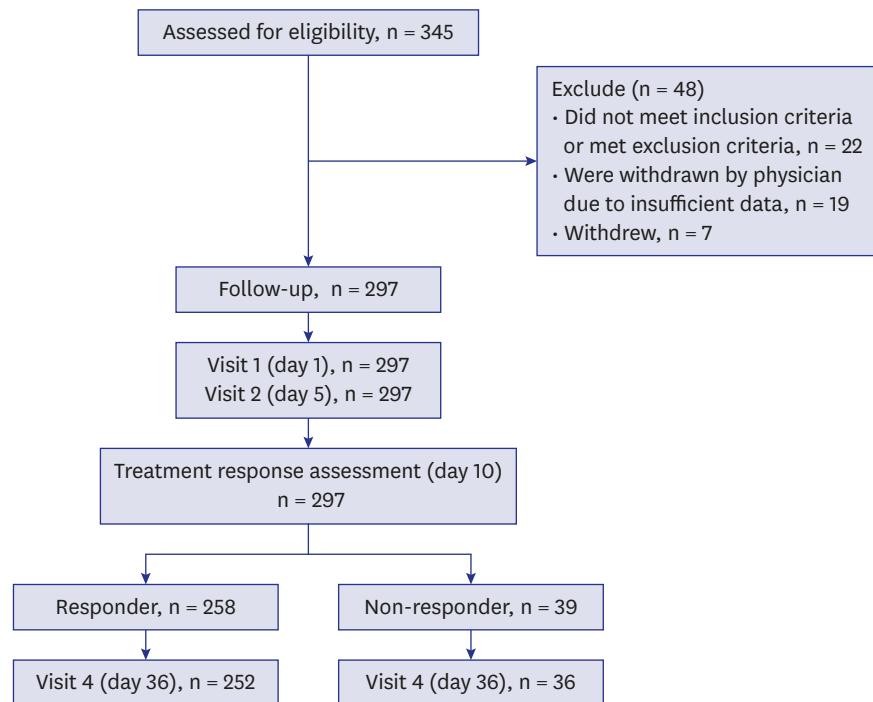 Assessed for eligibility, n = 345
Exclude (n = 48)
· Did not meet inclusion criteria
or met exclusion criteria, n = 22
· Were withdrawn by physician
due to insufficient data, n = 19
· Withdrew, n = 7
Follow-up, n = 297
Visit 1 (day 1), n = 297
Visit 2 (day 5), n = 297
Treatment response assessment (day 10)
n = 297
Responder, n = 258
Non-responder, n = 39
Visit 4 (day 36), n = 252
Visit 4 (day 36), n = 36